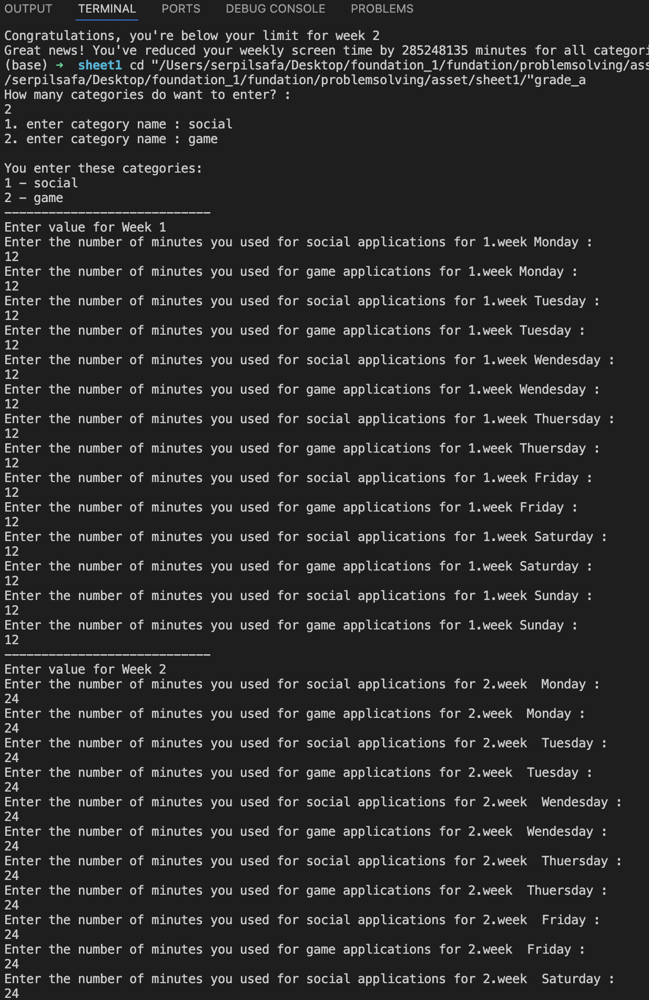 OUTPUT TERMINAL PORTS DEBUG CONSOLE PROBLEMS
Congratulations, you're below your limit for week 2
Great news! You've reduced your weekly screen time by 285248135 minutes for all categori
(base) ➜ sheet1 cd "/Users/serpilsafa/Desktop/foundation_1/fundation/problemsolving/ass
/serpilsafa/Desktop/foundation_1/fundation/problemsolving/asset/sheet1/"grade_a
How many categories do want to enter? :
2
1. enter category name : social
2. enter category name : game
You enter these categories:
1 - social
2 - game
----------------------------
Enter value for Week 1
Enter the number of minutes you used for social applications for 1.week Monday :
12
Enter the number of minutes you used for game applications for 1.week Monday :
12
Enter the number of minutes you used for social applications for 1.week Tuesday :
12
Enter the number of minutes you used for game applications for 1.week Tuesday :
12
Enter the number of minutes you used for social applications for 1.week Wendesday :
12
Enter the number of minutes you used for game applications for 1.week Wendesday :
12
Enter the number of minutes you used for social applications for 1.week Thuersday :
12
Enter the number of minutes you used for game applications for 1.week Thuersday :
12
Enter the number of minutes you used for social applications for 1.week Friday :
12
Enter the number of minutes you used for game applications for 1.week Friday :
12
Enter the number of minutes you used for social applications for 1.week Saturday :
12
Enter the number of minutes you used for game applications for 1.week Saturday :
12
Enter the number of minutes you used for social applications for 1.week Sunday :
12
Enter the number of minutes you used for game applications for 1.week Sunday :
12
----------------------------
Enter value for Week 2
Enter the number of minutes you used for social applications for 2.week  Monday :
24
Enter the number of minutes you used for game applications for 2.week  Monday :
24
Enter the number of minutes you used for social applications for 2.week  Tuesday :
24
Enter the number of minutes you used for game applications for 2.week  Tuesday :
24
Enter the number of minutes you used for social applications for 2.week  Wendesday :
24
Enter the number of minutes you used for game applications for 2.week  Wendesday :
24
Enter the number of minutes you used for social applications for 2.week  Thuersday :
24
Enter the number of minutes you used for game applications for 2.week  Thuersday :
24
Enter the number of minutes you used for social applications for 2.week  Friday :
24
Enter the number of minutes you used for game applications for 2.week  Friday :
24
Enter the number of minutes you used for social applications for 2.week  Saturday :
24